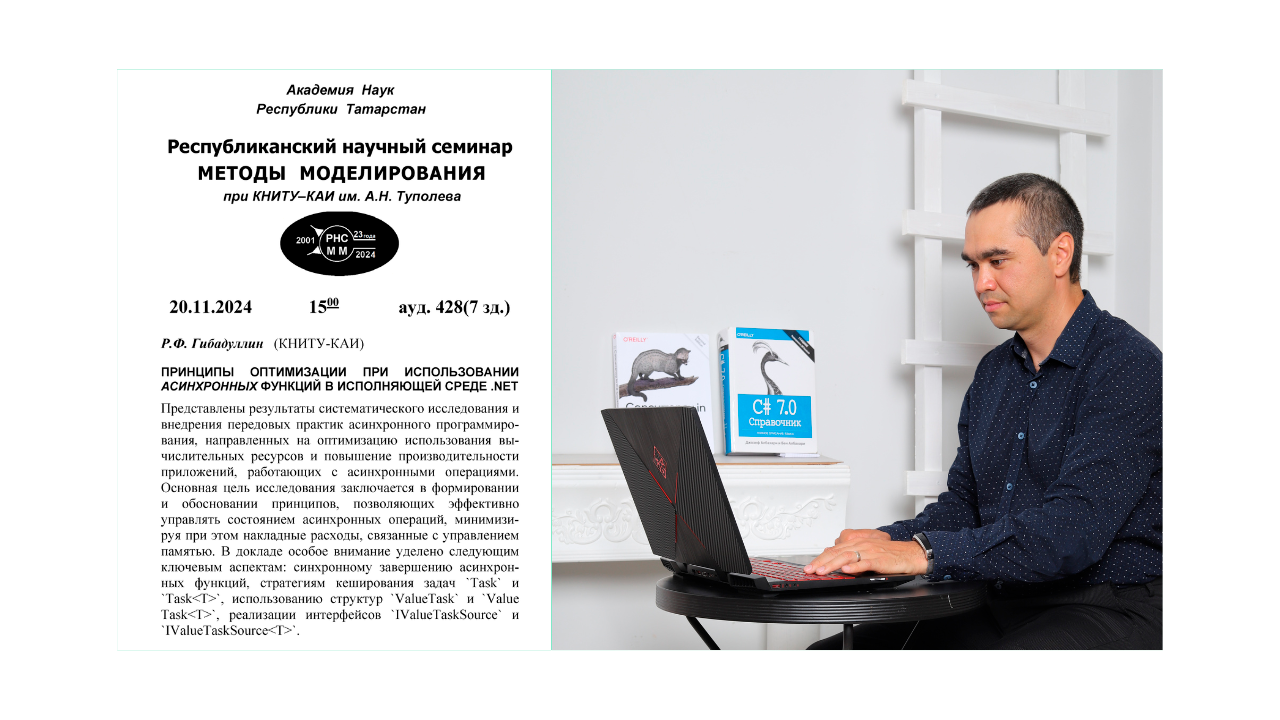 Академия Наук
Республики Татарстан
Республиканский научный семинар
МЕТОДЫ МОДЕЛИРОВАНИЯ
при КНИТУ–КАИ им. А.Н. Туполева
2001 РНС 23 года
ММ 2024
20.11.2024 15⁰⁰ ауд. 428(7 зд.)
Р.Ф. Гибадуллин (КНИТУ-КАИ)
ПРИНЦИПЫ ОПТИМИЗАЦИИ ПРИ ИСПОЛЬЗОВАНИИ
АСИНХРОННЫХ ФУНКЦИЙ В ИСПОЛНЯЮЩЕЙ СРЕДЕ .NET
Представлены результаты систематического исследования и
внедрения передовых практик асинхронного программиро-
вания, направленных на оптимизацию использования вы-
числительных ресурсов и повышение производительности
приложений, работающих с асинхронными операциями.
Основная цель исследования заключается в формировании
и обосновании принципов, позволяющих эффективно
управлять состоянием асинхронных операций, минимизи-
руя при этом накладные расходы, связанные с управлением
памятью. В докладе особое внимание уделено следующим
ключевым аспектам: синхронному завершению асинхрон-
ных функций, стратегиям кеширования задач `Task` и
`Task<T>`, использованию структур `ValueTask` и `Value
Task<T>`, реализации интерфейсов `IValueTaskSource` и
`IValueTaskSource<T>`.
O'REILLY
O'REILLY
C# 7.0
Справочник